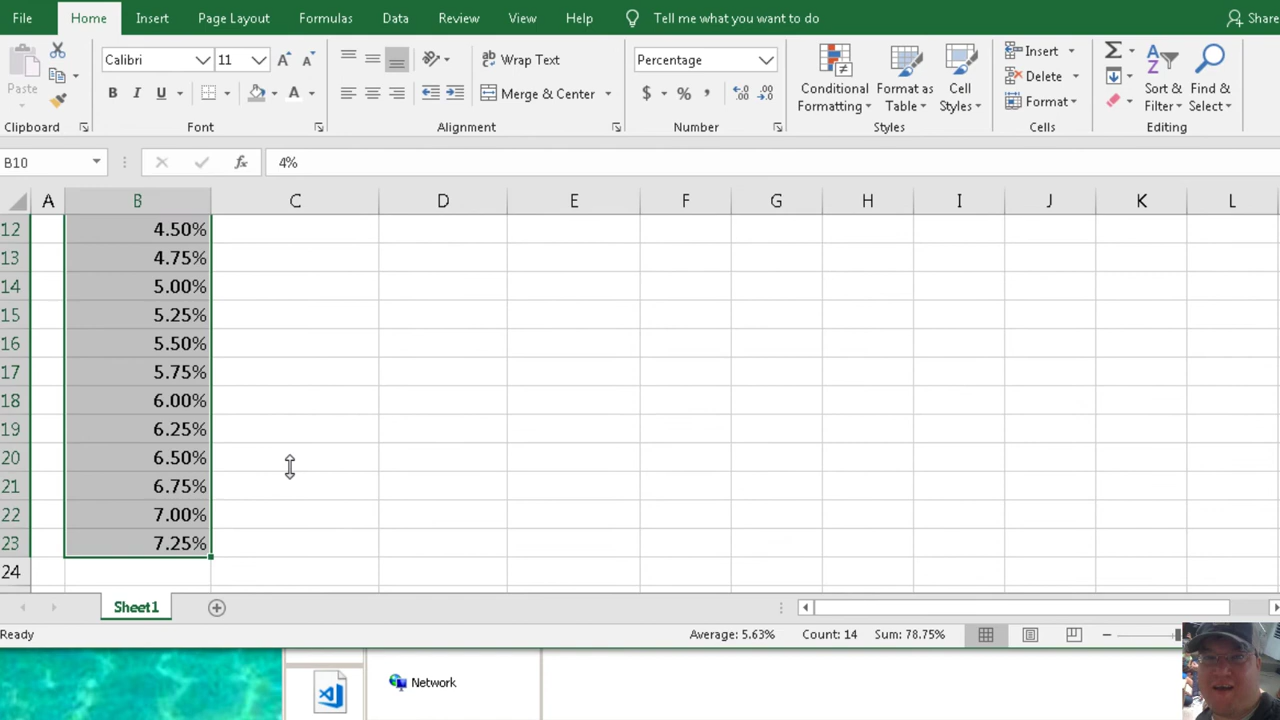 File Home Insert Page Layout Formulas Data Review View Help Tell me what you want to do Share
Paste
Calibri 11 A A
Wrap Text
Percentage
B I U A
Merge & Center
$ % ,
Conditional Formatting
Format as Table
Cell Styles
Insert
Delete
Format
Sort & Filter
Find & Select
Clipboard Font Alignment Number Styles Cells Editing
B10 fx 4%
A B C D E F G H I J K L
12 4.50%
13 4.75%
14 5.00%
15 5.25%
16 5.50%
17 5.75%
18 6.00%
19 6.25%
20 6.50%
21 6.75%
22 7.00%
23 7.25%
24
Sheet1
Ready Average: 5.63% Count: 14 Sum: 78.75%
Network